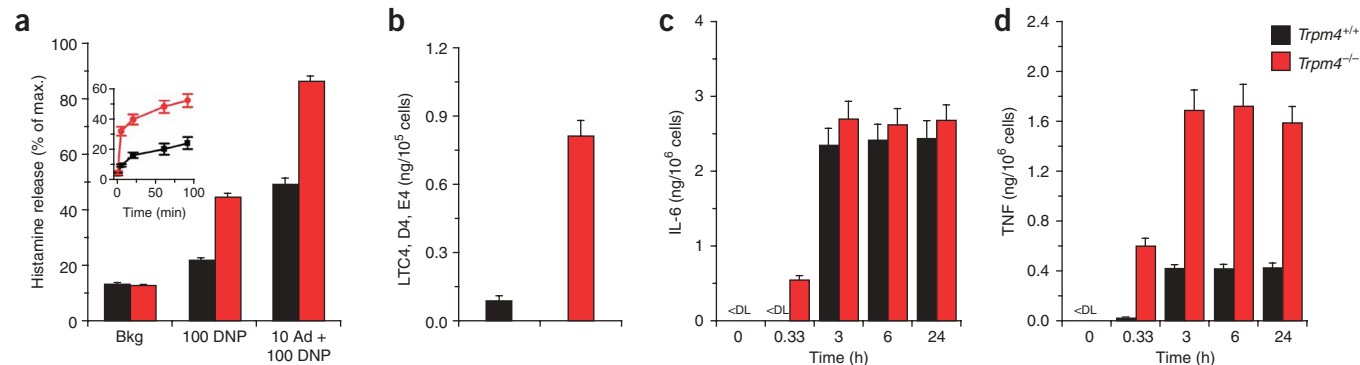 a
Histamine release (% of max.)
100
80
60
40
20
0
60
40
20
0
0 50 100
Time (min)
Bkg
100 DNP
10 Ad +
100 DNP
b
LTC4, D4, E4 (ng/10⁵ cells)
1.2
0.9
0.6
0.3
0.0
c
IL-6 (ng/10⁶ cells)
4
3
2
1
0
<DL
<DL
0 0.33 3 6 24
Time (h)
d
TNF (ng/10⁶ cells)
2.4
2.0
1.6
1.2
0.8
0.4
0.0
<DL
0 0.33 3 6 24
Time (h)
Trpm4⁺/⁺
Trpm4⁻/⁻